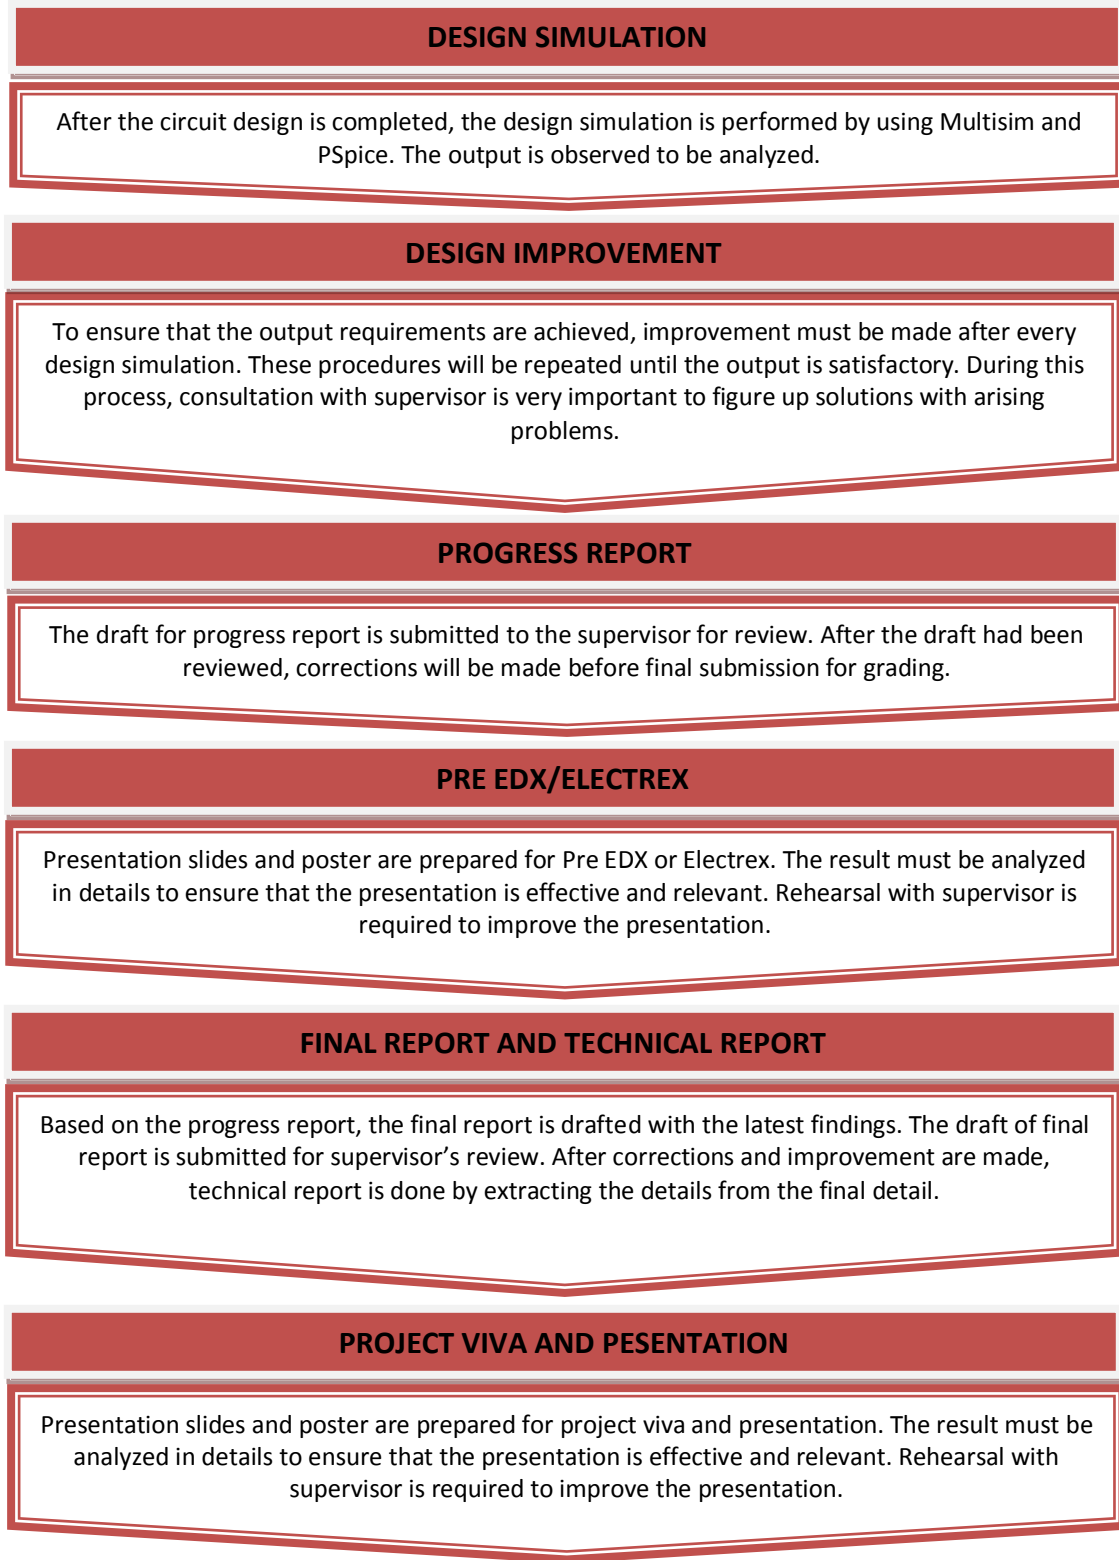 DESIGN SIMULATION
After the circuit design is completed, the design simulation is performed by using Multisim and
PSpice. The output is observed to be analyzed.
DESIGN IMPROVEMENT
To ensure that the output requirements are achieved, improvement must be made after every
design simulation. These procedures will be repeated until the output is satisfactory. During this
process, consultation with supervisor is very important to figure up solutions with arising
problems.
PROGRESS REPORT
The draft for progress report is submitted to the supervisor for review. After the draft had been
reviewed, corrections will be made before final submission for grading.
PRE EDX/ELECTREX
Presentation slides and poster are prepared for Pre EDX or Electrex. The result must be analyzed
in details to ensure that the presentation is effective and relevant. Rehearsal with supervisor is
required to improve the presentation.
FINAL REPORT AND TECHNICAL REPORT
Based on the progress report, the final report is drafted with the latest findings. The draft of final
report is submitted for supervisor’s review. After corrections and improvement are made,
technical report is done by extracting the details from the final detail.
PROJECT VIVA AND PESENTATION
Presentation slides and poster are prepared for project viva and presentation. The result must be
analyzed in details to ensure that the presentation is effective and relevant. Rehearsal with
supervisor is required to improve the presentation.